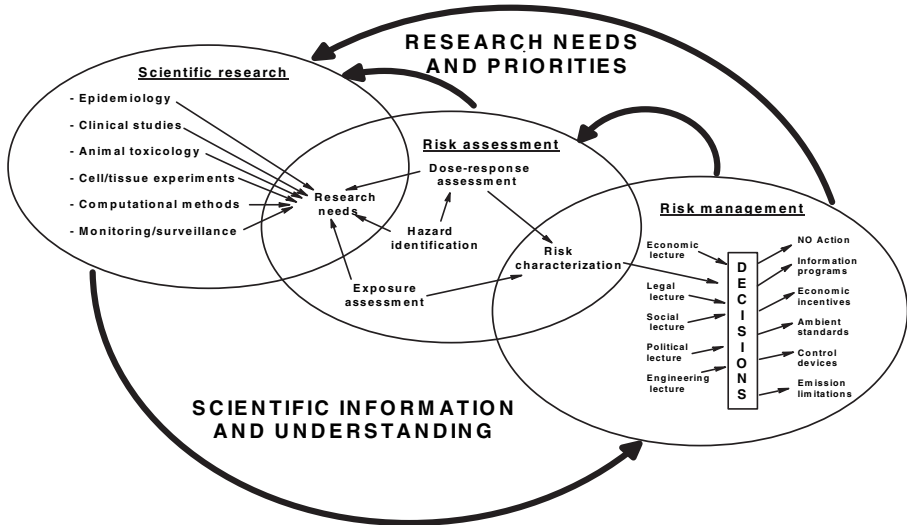 RESEARCH NEEDS
AND PRIORITIES
Scientific research
- Epidemiology
- Clinical studies
- Animal toxicology
- Cell/tissue experiments
- Computational methods
- Monitoring/surveillance
Research
needs
Risk assessment
Dose-response
assessment
Hazard
identification
Exposure
assessment
Risk
characterization
Risk management
Economic
lecture
Legal
lecture
Social
lecture
Political
lecture
Engineering
lecture
D
E
C
I
S
I
O
N
S
NO Action
Information
programs
Economic
incentives
Ambient
standards
Control
devices
Emission
limitations
SCIENTIFIC INFORMATION
AND UNDERSTANDING